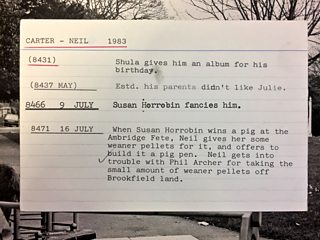 CARTER - NEIL 1983
(8431) Shula gives him an album for his
birthday.
(8437 MAY) Estd. his parents didn't like Julie.
8466 9 JULY Susan Horrobin fancies him.
8471 16 JULY When Susan Horrobin wins a pig at the
Ambridge Fete, Neil gives her some
weaner pellets for it, and offers to
build it a pig pen. Neil gets into
trouble with Phil Archer for taking the
small amount of weaner pellets off
Brookfield land.